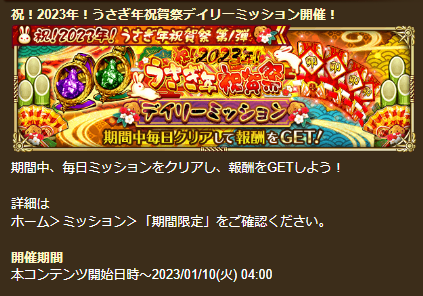 祝!2023年!うさぎ年祝賀祭デイリーミッション開催!
祝!2023年!うさぎ年祝賀祭 第1弾
祝!2023年!
うさぎ年祝賀祭
デイリーミッション
期間中毎日クリアして報酬をGET!
期間中、毎日ミッションをクリアし、報酬をGETしよう!
詳細は
ホーム>ミッション>「期間限定」をご確認ください。
開催期間
本コンテンツ開始日時~2023/01/10(火) 04:00